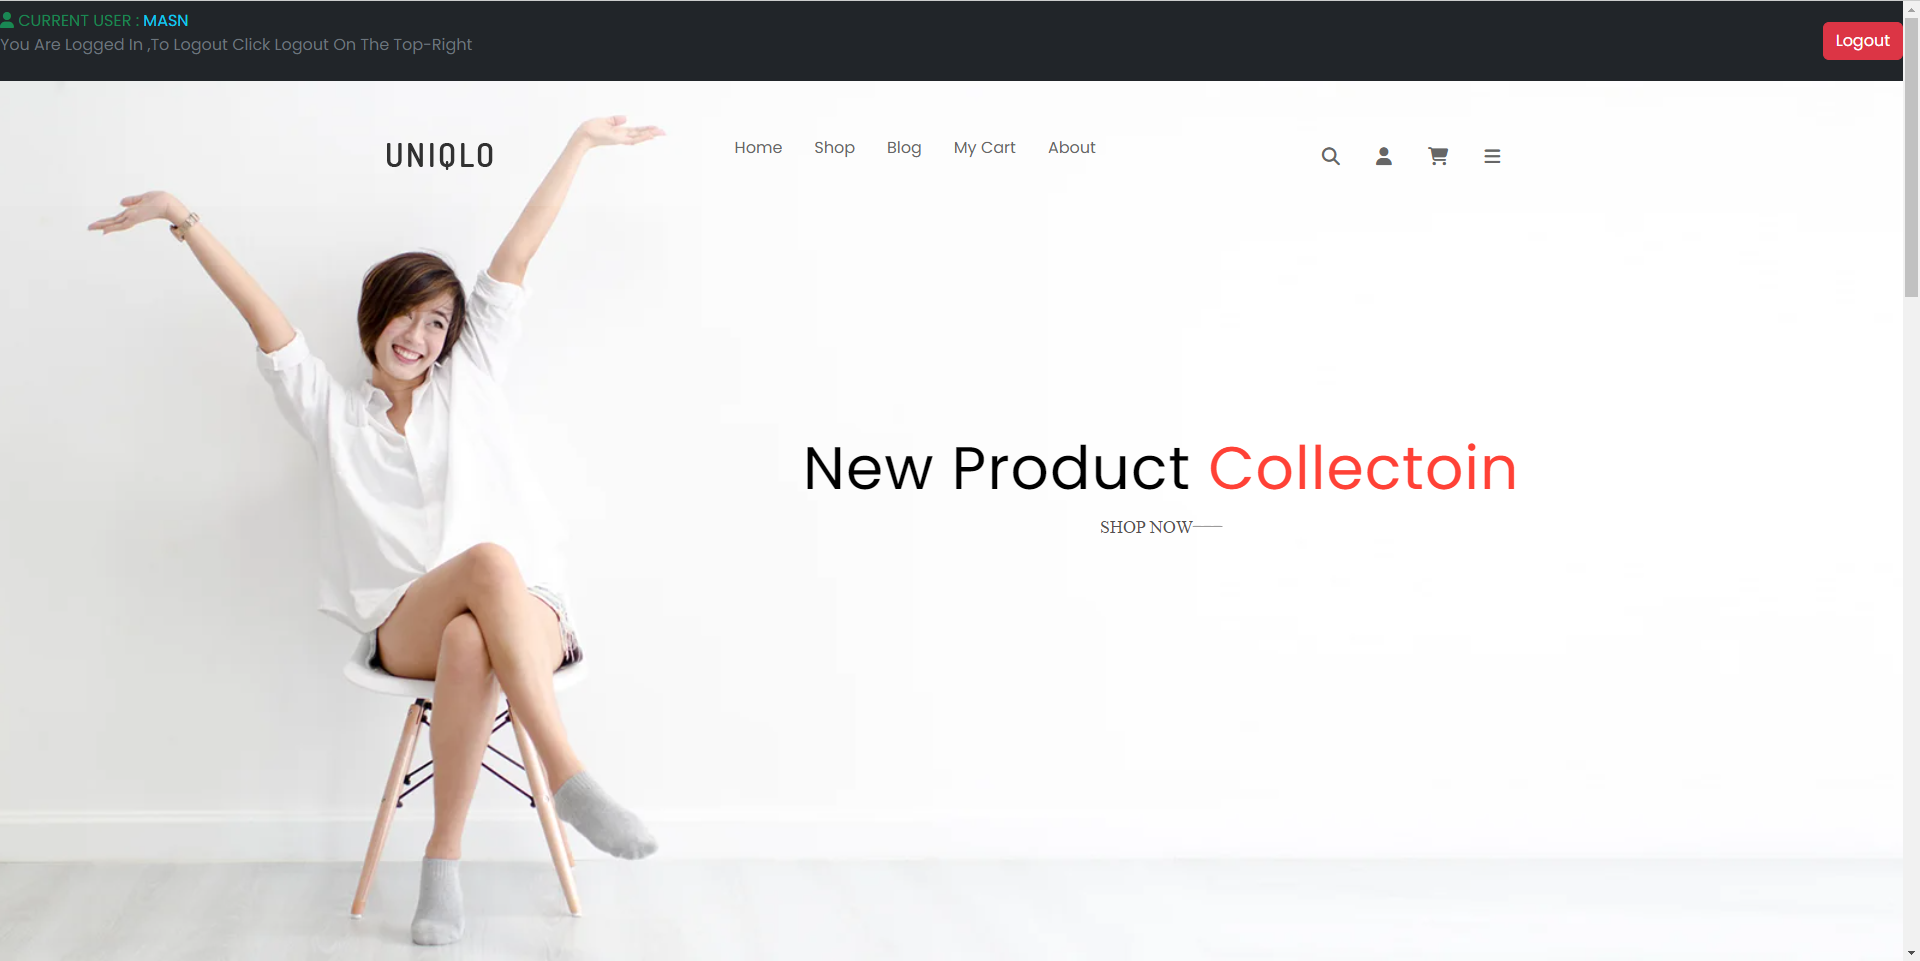 CURRENT USER : MASN
You Are Logged In ,To Logout Click Logout On The Top-Right
Logout
UNIQLO
Home Shop Blog My Cart About
New Product Collectoin
SHOP NOW